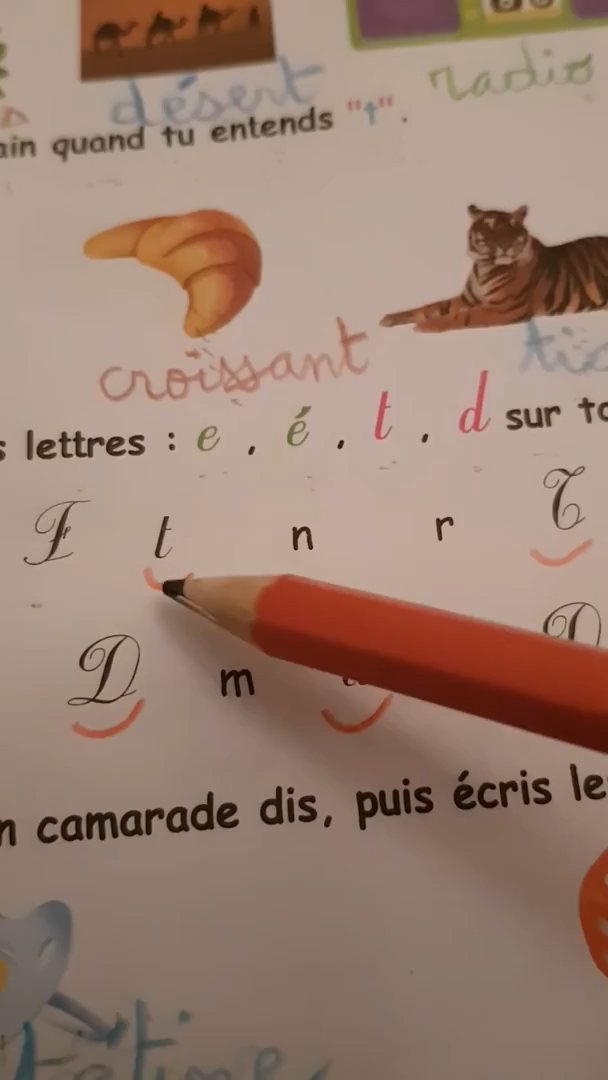 désert radio
ain quand tu entends "t".
croissant
s lettres : e , é , t , d sur to
F t n r T
D m D
n camarade dis, puis écris le